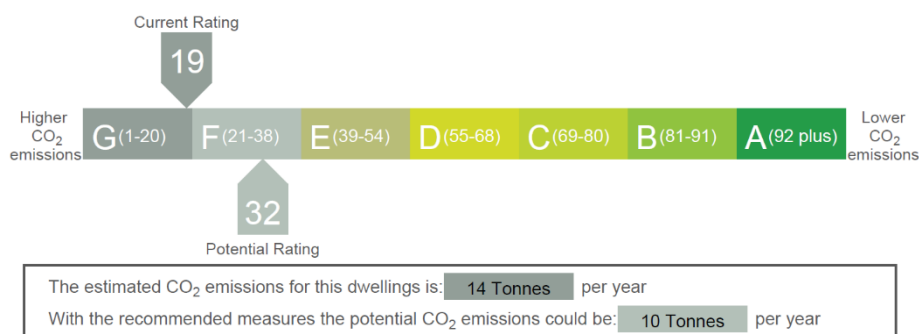 Current Rating
19
Higher CO₂ emissions
G (1-20) F (21-38) E (39-54) D (55-68) C (69-80) B (81-91) A (92 plus)
Lower CO₂ emissions
32
Potential Rating
The estimated CO₂ emissions for this dwellings is: 14 Tonnes per year
With the recommended measures the potential CO₂ emissions could be: 10 Tonnes per year